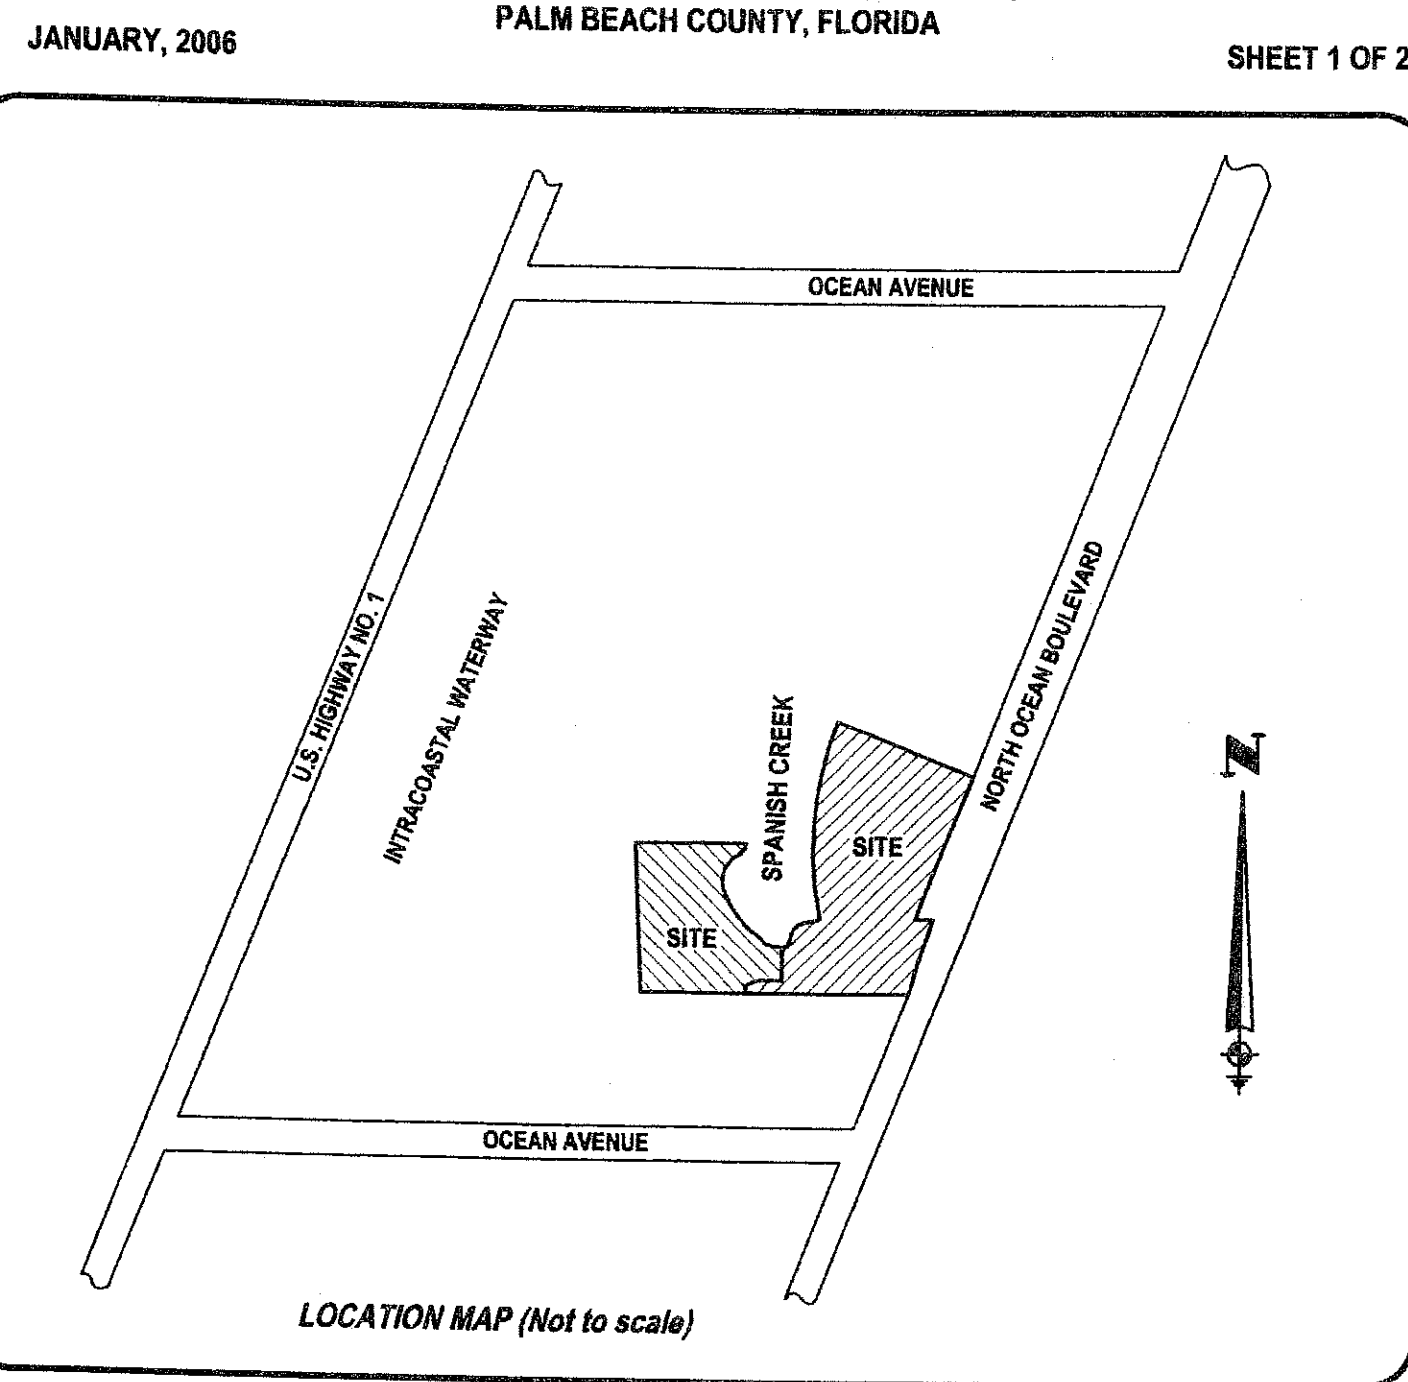 PALM BEACH COUNTY, FLORIDA
JANUARY, 2006
SHEET 1 OF 2
OCEAN AVENUE
U.S. HIGHWAY NO. 1
INTRACOASTAL WATERWAY
NORTH OCEAN BOULEVARD
SPANISH CREEK
SITE
SITE
N
OCEAN AVENUE
LOCATION MAP (Not to scale)